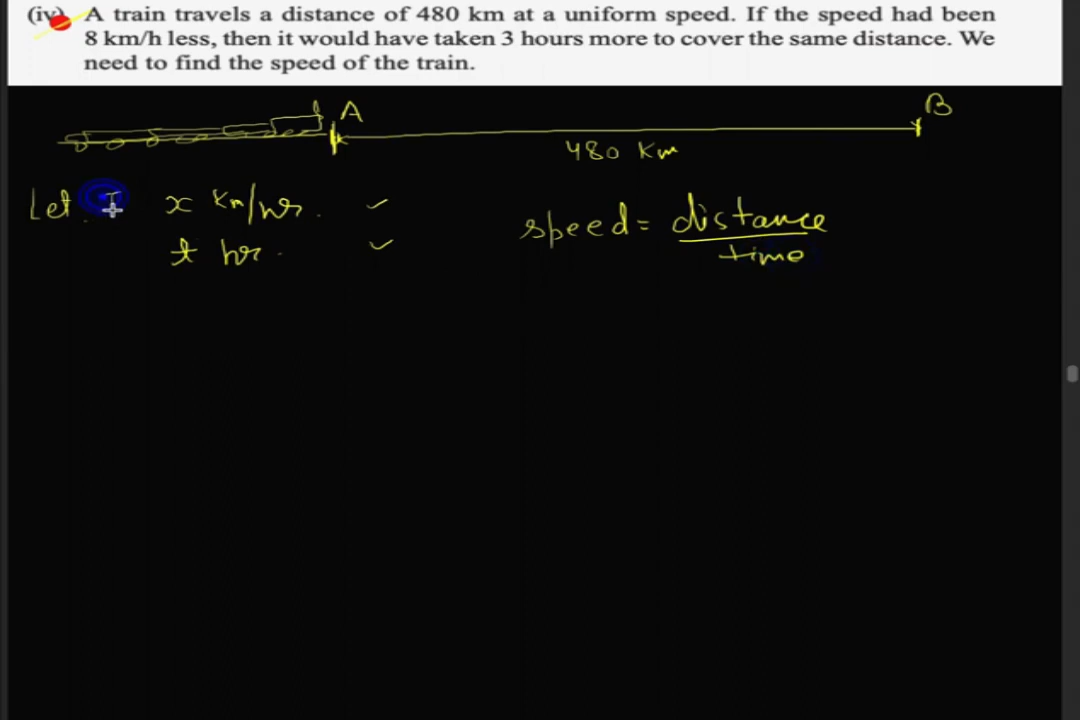 (iv) A train travels a distance of 480 km at a uniform speed. If the speed had been
8 km/h less, then it would have taken 3 hours more to cover the same distance. We
need to find the speed of the train.
A B
480 Km
Let x km/hr.
t hr.
speed = distance / time